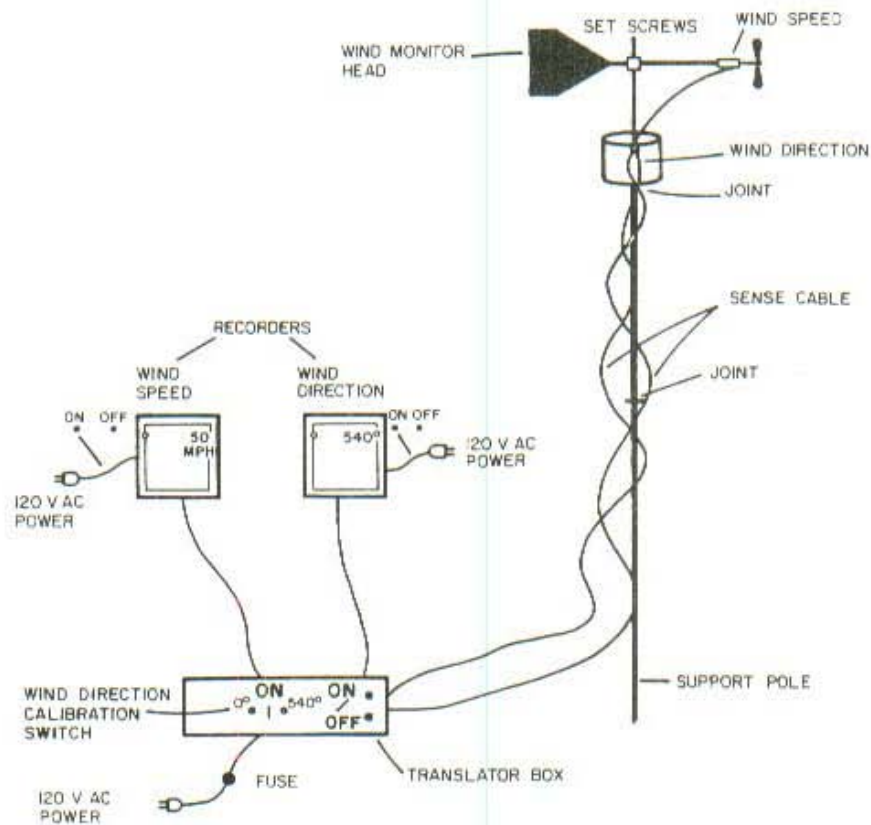 SET SCREWS
WIND SPEED
WIND MONITOR
HEAD
WIND DIRECTION
JOINT
SENSE CABLE
RECORDERS
WIND
SPEED
WIND
DIRECTION
JOINT
ON OFF
50
MPH
540°
ON OFF
120 V AC
POWER
120 V AC
POWER
WIND DIRECTION
CALIBRATION
SWITCH
ON
0° 540°
ON
OFF
SUPPORT POLE
FUSE
TRANSLATOR BOX
120 V AC
POWER